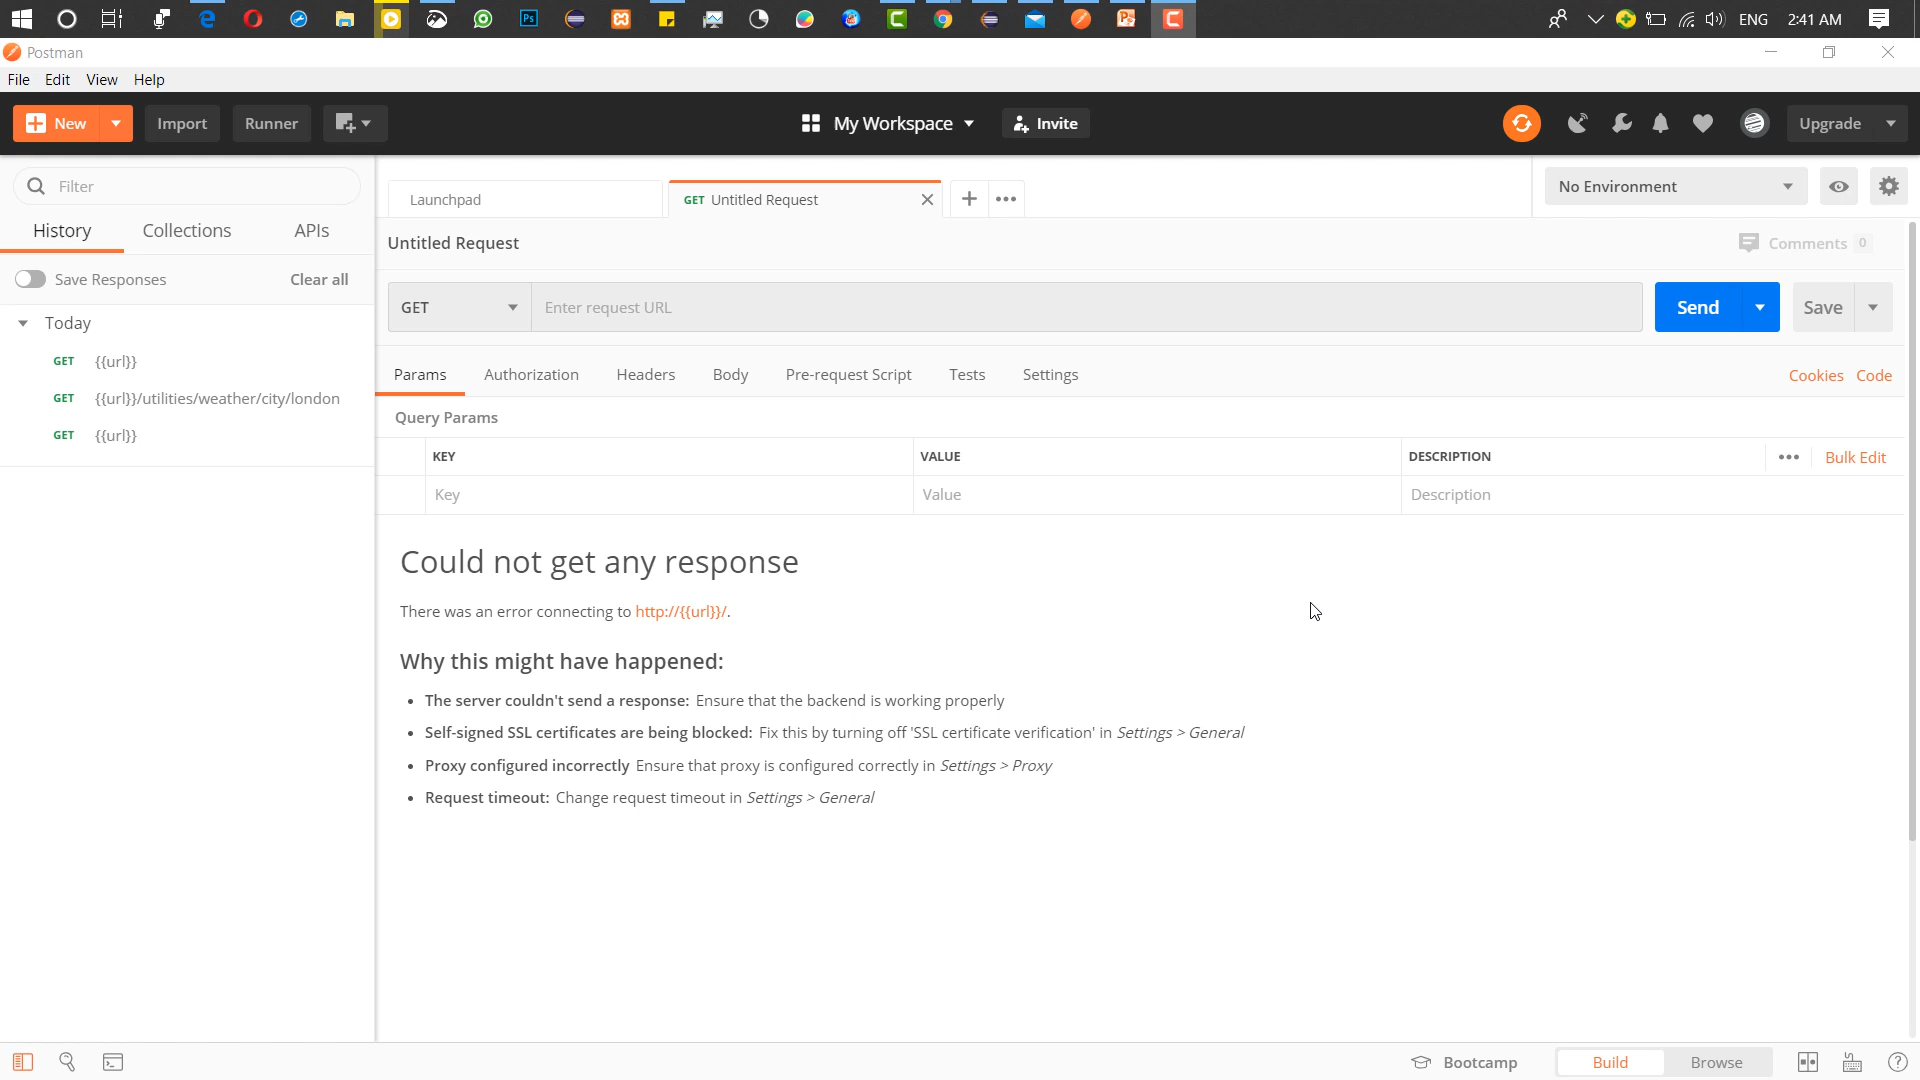 ENG 2:41 AM
Postman
File Edit View Help
New Import Runner My Workspace Invite Upgrade
Filter
Launchpad GET Untitled Request No Environment
History Collections APIs
Untitled Request Comments 0
Save Responses Clear all
GET Enter request URL Send Save
Today
GET {{url}}
GET {{url}}/utilities/weather/city/london
GET {{url}}
Params Authorization Headers Body Pre-request Script Tests Settings Cookies Code
Query Params
KEY VALUE DESCRIPTION Bulk Edit
Key Value Description
Could not get any response
There was an error connecting to http://{{url}}/.
Why this might have happened:
• The server couldn't send a response: Ensure that the backend is working properly
• Self-signed SSL certificates are being blocked: Fix this by turning off 'SSL certificate verification' in Settings > General
• Proxy configured incorrectly Ensure that proxy is configured correctly in Settings > Proxy
• Request timeout: Change request timeout in Settings > General
Bootcamp Build Browse